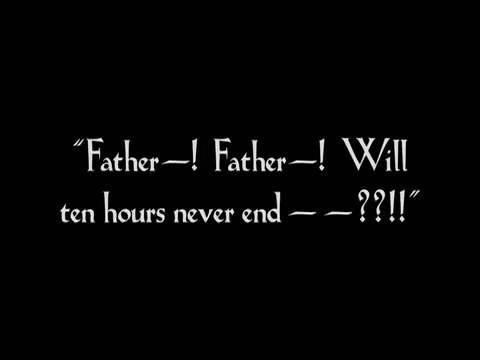 "Father—! Father—! Will
ten hours never end — —??!!"